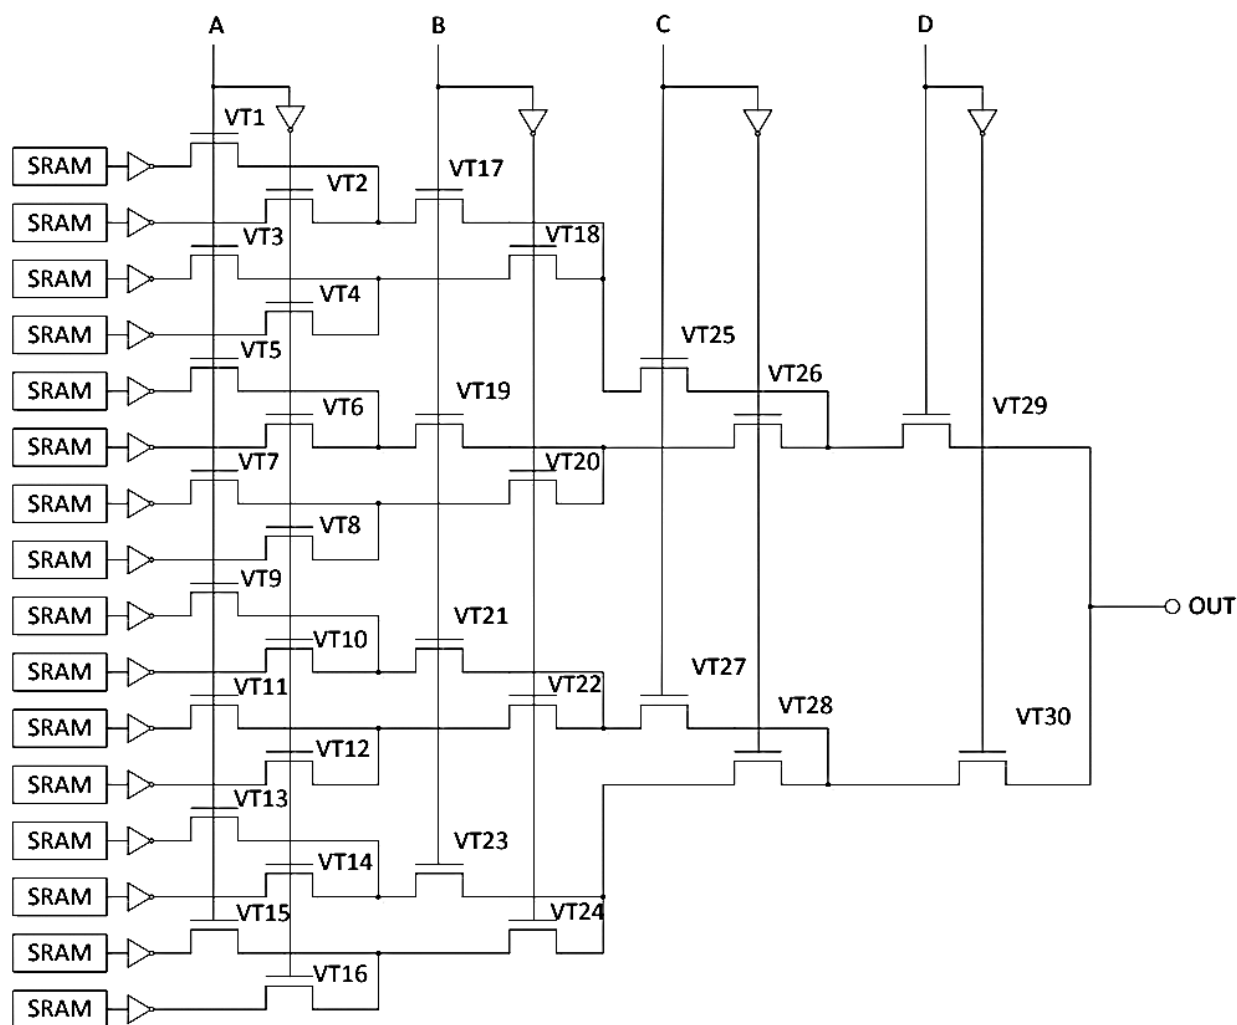 A B C D
VT1
SRAM
VT17
VT2
SRAM
VT3 VT18
SRAM
VT4
SRAM
VT25
VT5
VT26
SRAM
VT19
VT6 VT29
SRAM
VT7 VT20
SRAM
VT8
SRAM
VT9
SRAM OUT
VT21
VT10
SRAM VT27
VT11 VT22
VT28
SRAM VT30
VT12
SRAM
VT13
SRAM VT23
VT14
SRAM
VT15 VT24
SRAM
VT16
SRAM